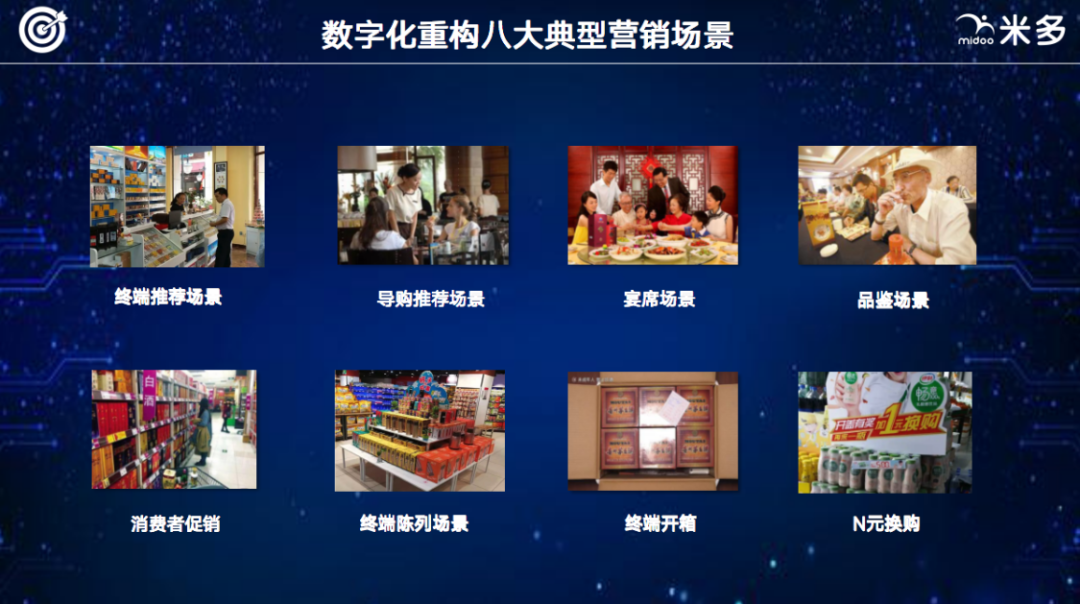 数字化重构八大典型营销场景
midoo 米多
终端推荐场景
导购推荐场景
宴席场景
品鉴场景
白酒
加1元换购
消费者促销
终端陈列场景
终端开箱
N元换购